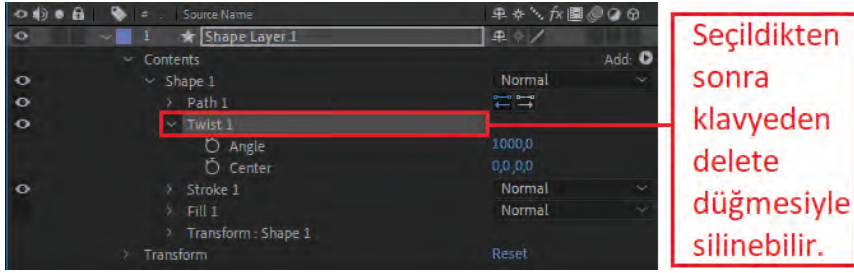 # Source Name
1 Shape Layer 1
Contents Add:
Shape 1 Normal
Path 1
Twist 1
Angle 1000,0
Center 0,0,0,0
Stroke 1 Normal
Fill 1 Normal
Transform : Shape 1
Transform Reset
Seçildikten
sonra
klavyeden
delete
düğmesiyle
silinebilir.